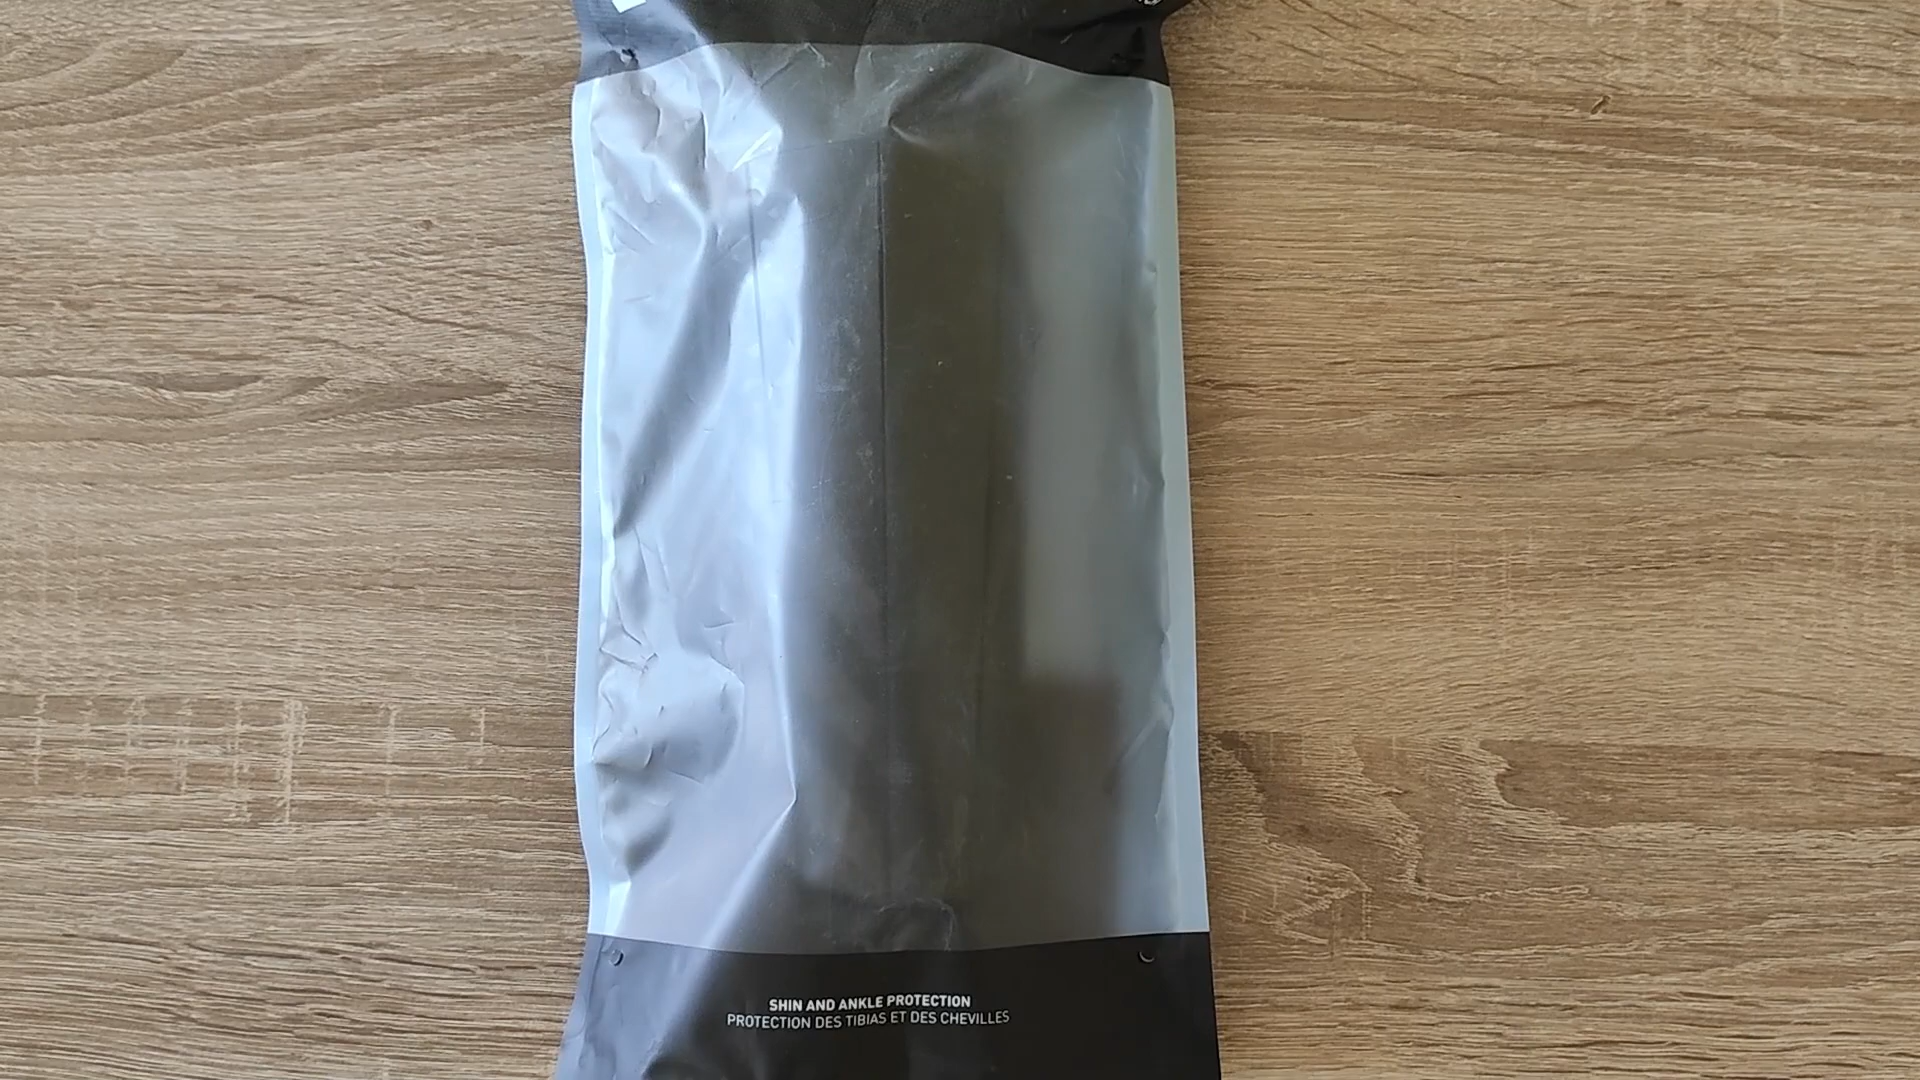 SHIN AND ANKLE PROTECTION
PROTECTION DES TIBIAS ET DES CHEVILLES